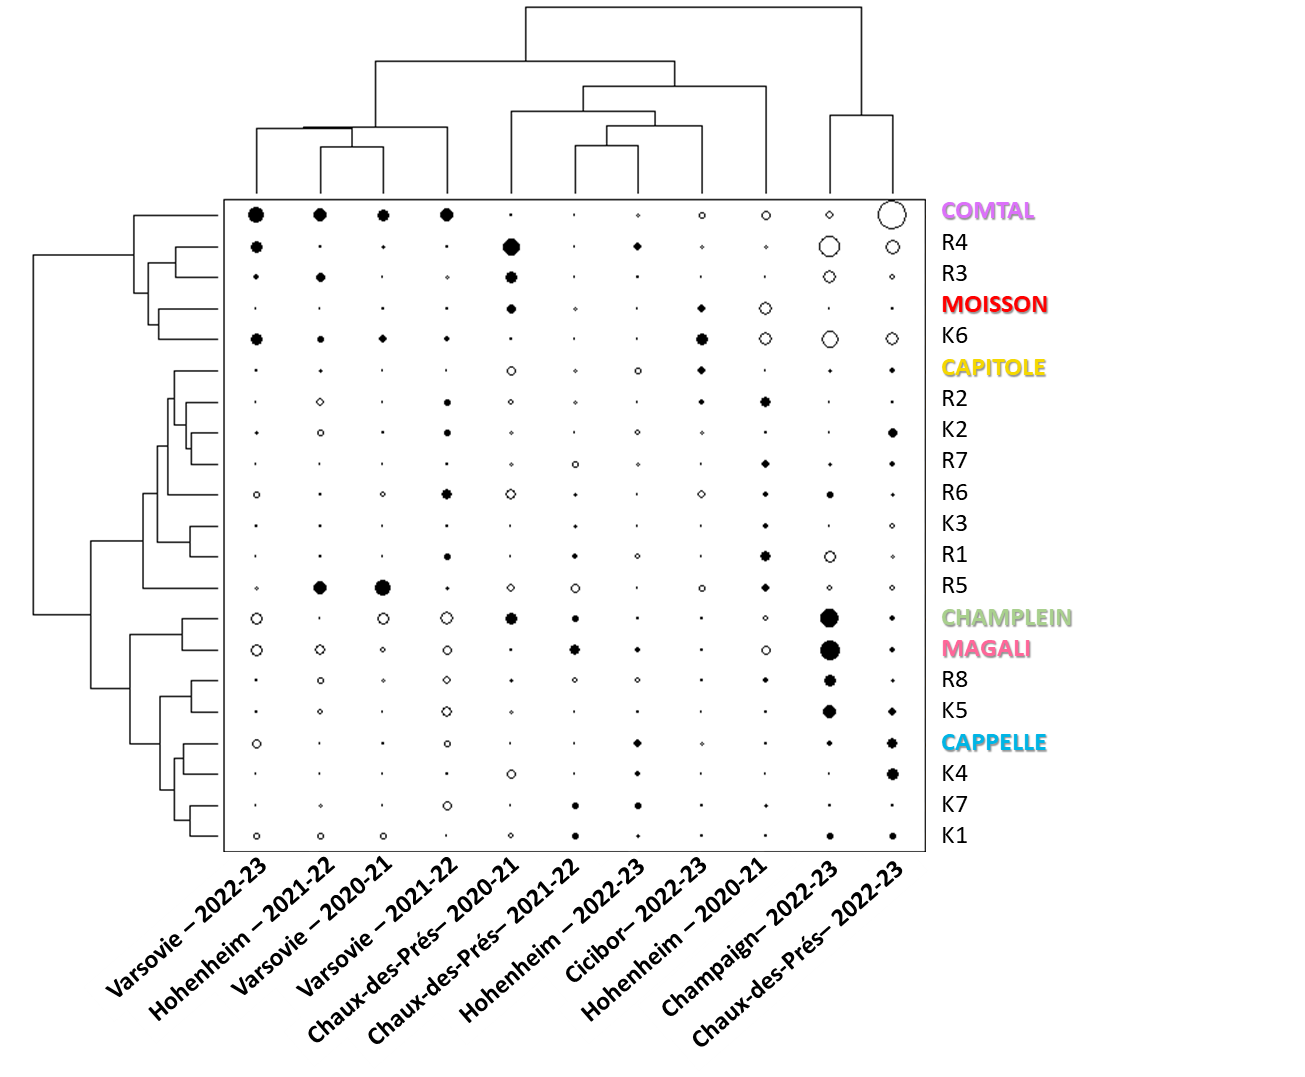 COMTAL
R4
R3
MOISSON
K6
CAPITOLE
R2
K2
R7
R6
K3
R1
R5
CHAMPLEIN
MAGALI
R8
K5
CAPPELLE
K4
K7
K1
Varsovie – 2022-23
Hohenheim – 2021-22
Varsovie – 2020-21
Varsovie – 2021-22
Chaux-des-Prés– 2020-21
Chaux-des-Prés– 2021-22
Hohenheim – 2022-23
Cicibor– 2022-23
Hohenheim – 2020-21
Champaign– 2022-23
Chaux-des-Prés– 2022-23